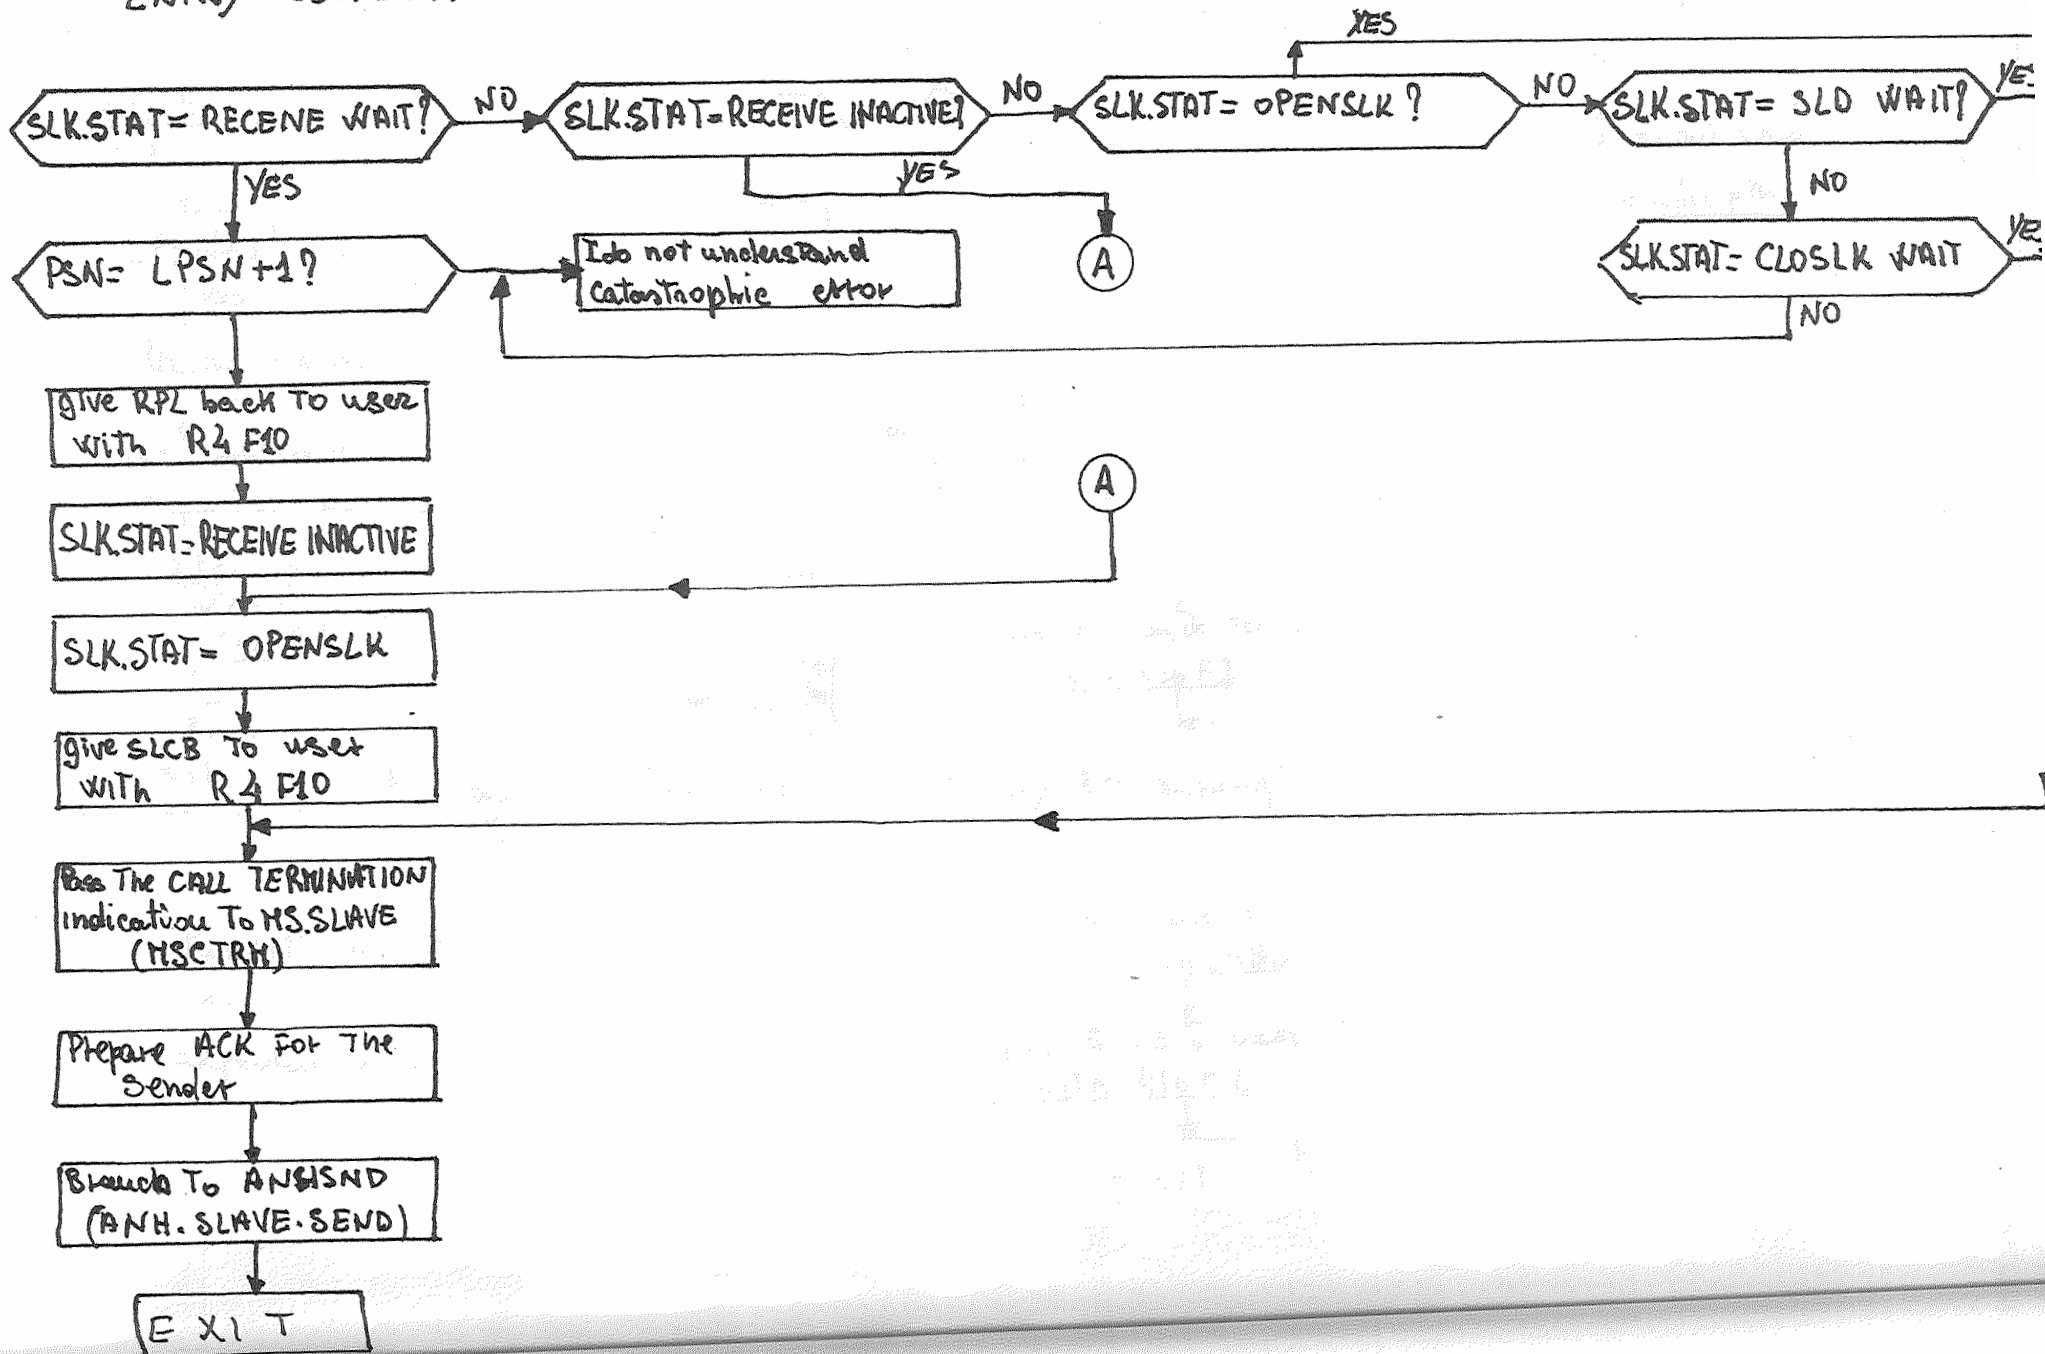 YES
SLK.STAT= RECENE WAIT?
NO
SLK.STAT=RECEIVE INACTIVE?
NO
SLK.STAT= OPENSLK?
NO
SLK.STAT= SLD WAIT?
YES
YES
NO
PSN= LPSN+1?
I do not understand
catastrophic error
A
SLK.STAT= CLOSLK WAIT
NO
give RPL back to user
with R4 F10
A
SLK.STAT=RECEIVE INACTIVE
SLK.STAT= OPENSLK
give SLCB to user
with R4 F10
Pass The CALL TERMINATION
indication To MS.SLAVE
(MSCTRM)
Prepare ACK For The
Sender
Branch To ANSISND
(ANH.SLAVE.SEND)
EXIT